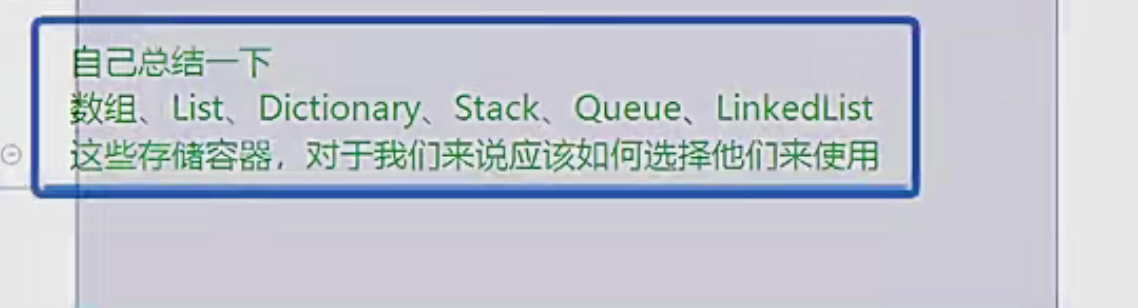 自己总结一下
数组、List、Dictionary、Stack、Queue、LinkedList
这些存储容器，对于我们来说应该如何选择他们来使用